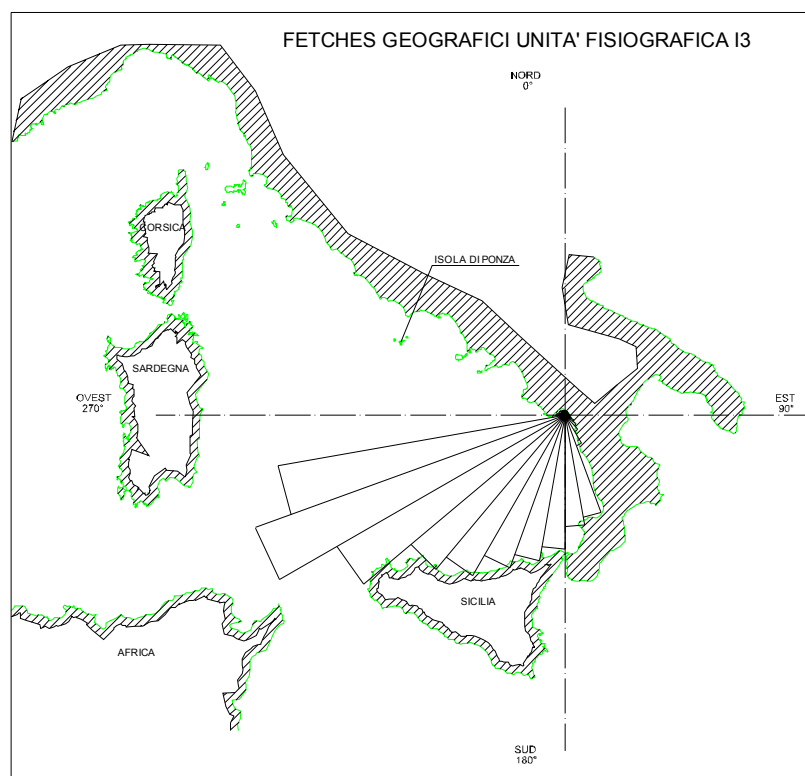 FETCHES GEOGRAFICI UNITA' FISIOGRAFICA I3
NORD
0°
CORSICA
ISOLA DI PONZA
SARDEGNA
OVEST
270°
EST
90°
SICILIA
AFRICA
SUD
180°